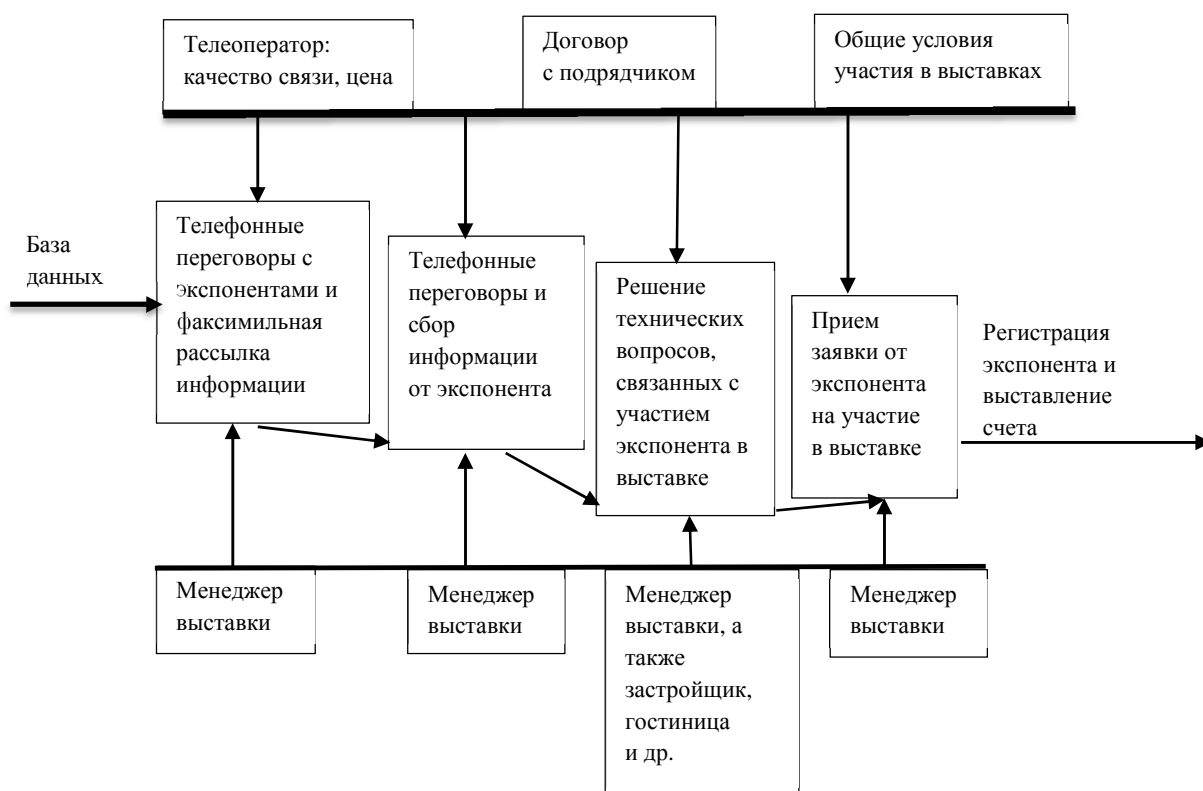 Телеоператор:
качество связи, цена
Договор
с подрядчиком
Общие условия
участия в выставках
База
данных
Телефонные
переговоры с
экспонентами и
факсимильная
рассылка
информации
Телефонные
переговоры и
сбор
информации
от экспонента
Решение
технических
вопросов,
связанных с
участием
экспонента в
выставке
Прием
заявки от
экспонента
на участие
в выставке
Регистрация
экспонента и
выставление
счета
Менеджер
выставки
Менеджер
выставки
Менеджер
выставки, а
также
застройщик,
гостиница
и др.
Менеджер
выставки